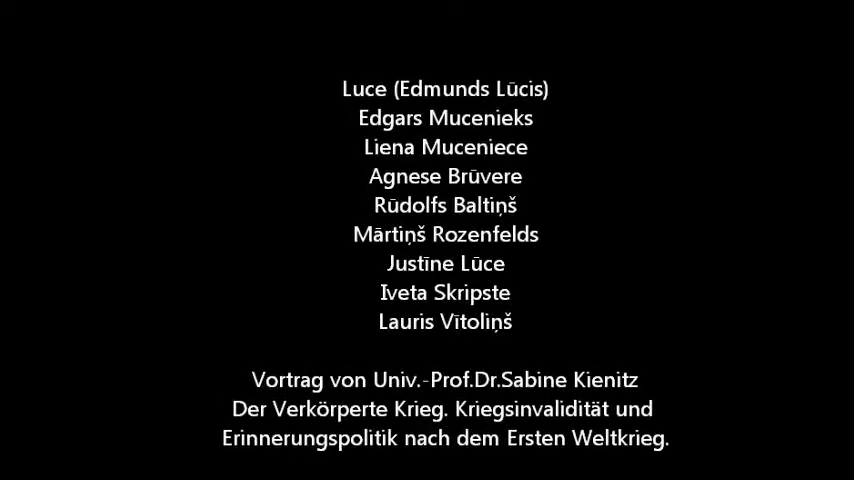 Luce (Edmunds Lūcis)
Edgars Mucenieks
Liena Muceniece
Agnese Brūvere
Rūdolfs Baltiņš
Mārtiņš Rozenfelds
Justīne Lūce
Iveta Skripste
Lauris Vītoliņš
Vortrag von Univ.-Prof.Dr.Sabine Kienitz
Der Verkörperte Krieg. Kriegsinvalidität und
Erinnerungspolitik nach dem Ersten Weltkrieg.